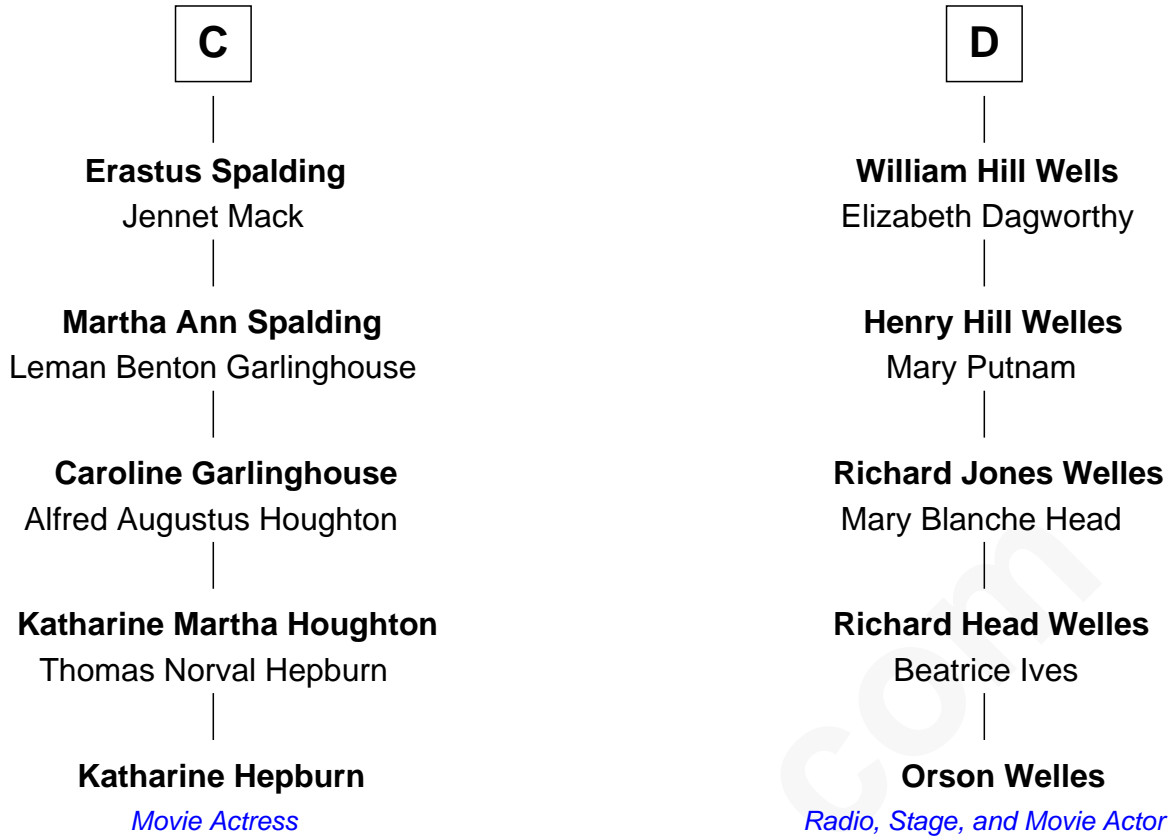 C
Erastus Spalding
Jennet Mack
Martha Ann Spalding
Leman Benton Garlinghouse
Caroline Garlinghouse
Alfred Augustus Houghton
Katharine Martha Houghton
Thomas Norval Hepburn
Katharine Hepburn
Movie Actress
D
William Hill Wells
Elizabeth Dagworthy
Henry Hill Welles
Mary Putnam
Richard Jones Welles
Mary Blanche Head
Richard Head Welles
Beatrice Ives
Orson Welles
Radio, Stage, and Movie Actor
com